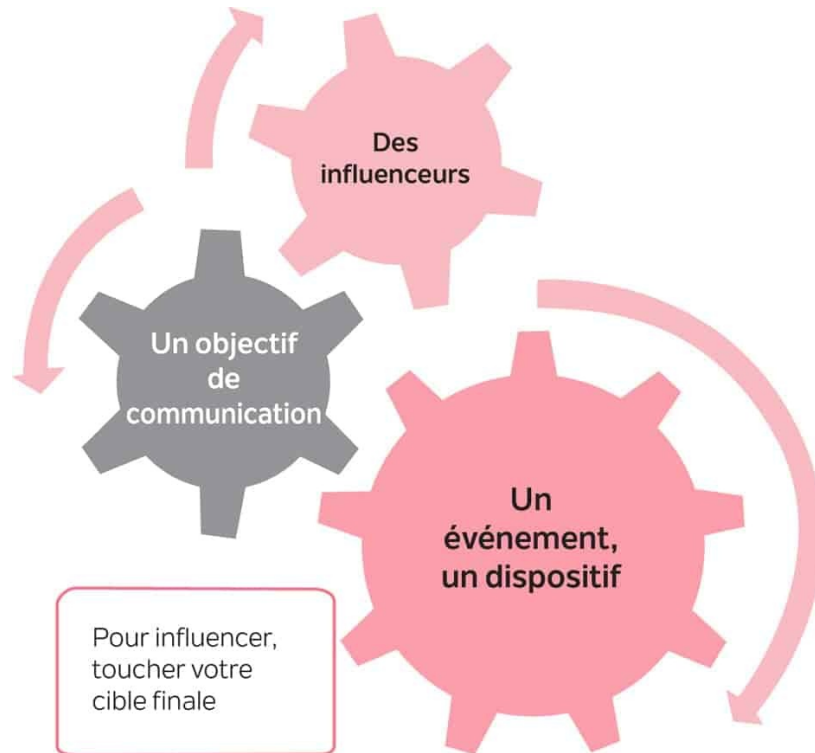 Des
influenceurs
Un objectif
de
communication
Un
événement,
un dispositif
Pour influencer,
toucher votre
cible finale